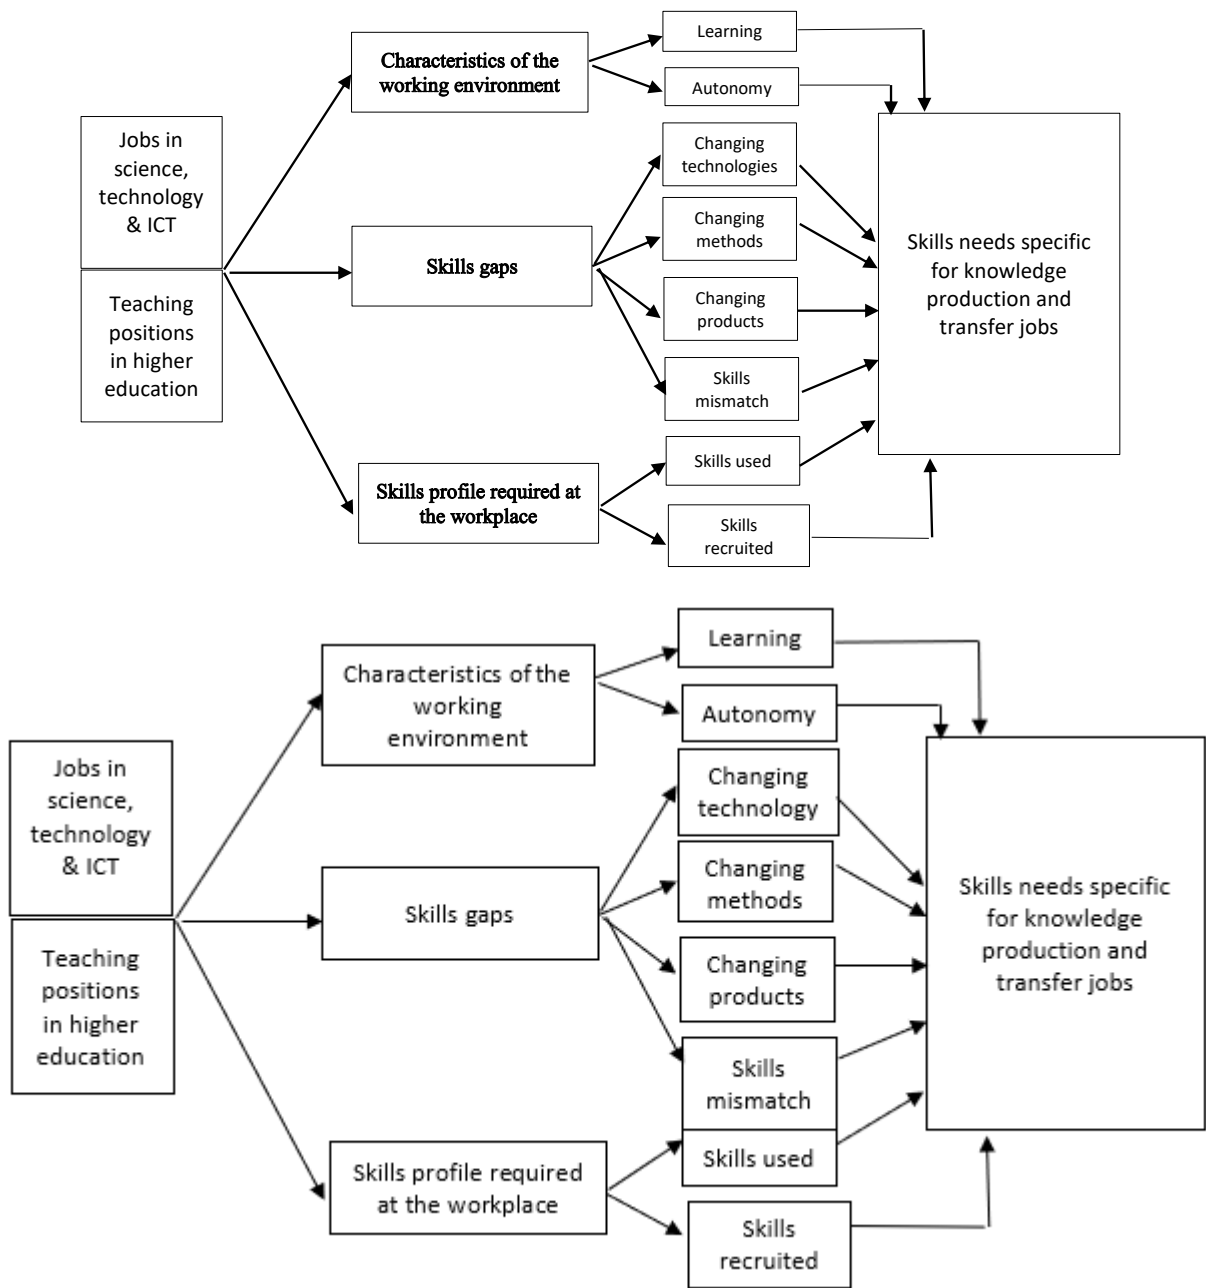 Jobs in
science,
technology
& ICT
Teaching
positions
in higher
education
Characteristics of the
working environment
Skills gaps
Skills profile required at
the workplace
Learning
Autonomy
Changing
technologies
Changing
methods
Changing
products
Skills
mismatch
Skills used
Skills
recruited
Skills needs specific
for knowledge
production and
transfer jobs
Jobs in
science,
technology
& ICT
Teaching
positions
in higher
education
Characteristics of the
working
environment
Skills gaps
Skills profile required
at the workplace
Learning
Autonomy
Changing
technology
Changing
methods
Changing
products
Skills
mismatch
Skills used
Skills
recruited
Skills needs specific
for knowledge
production and
transfer jobs